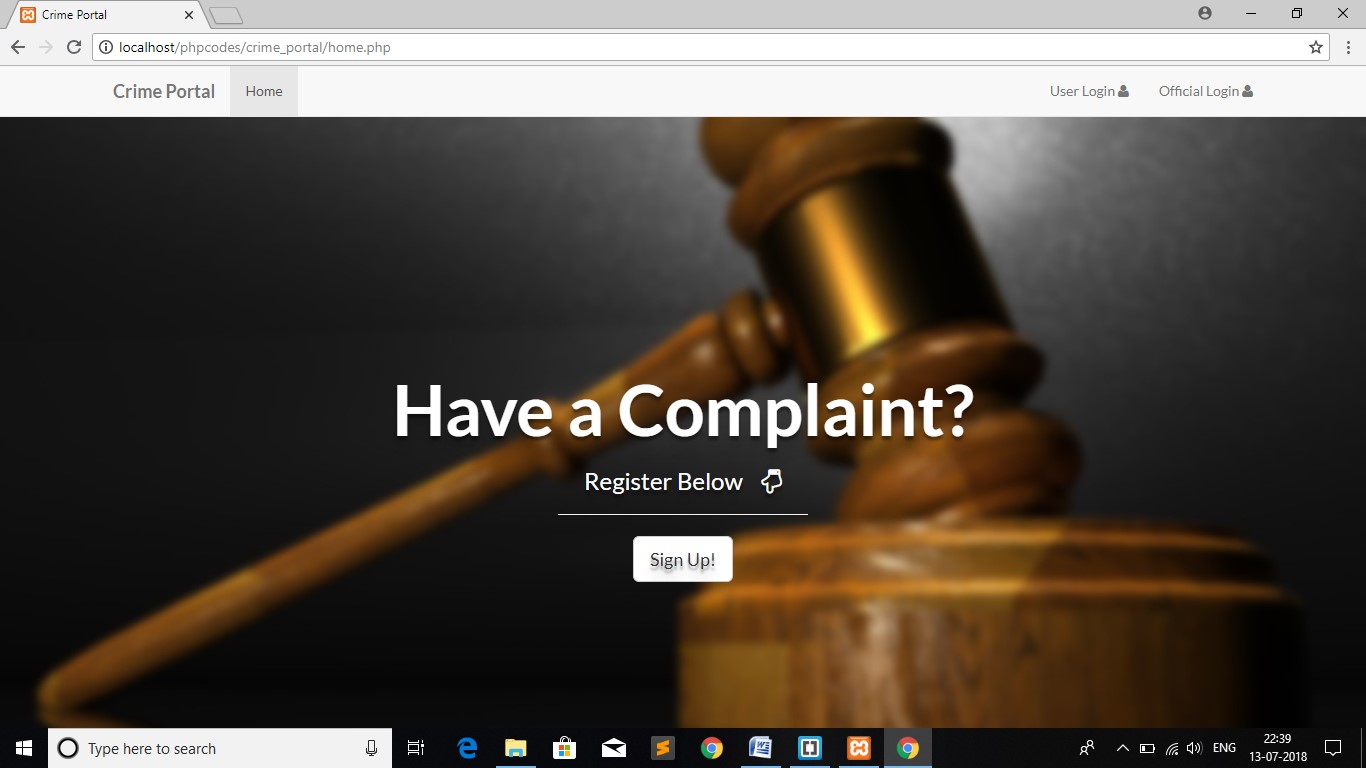 Crime Portal
localhost/phpcodes/crime_portal/home.php
Crime Portal Home User Login Official Login
Have a Complaint?
Register Below
Sign Up!
Type here to search
ENG
22:39
13-07-2018